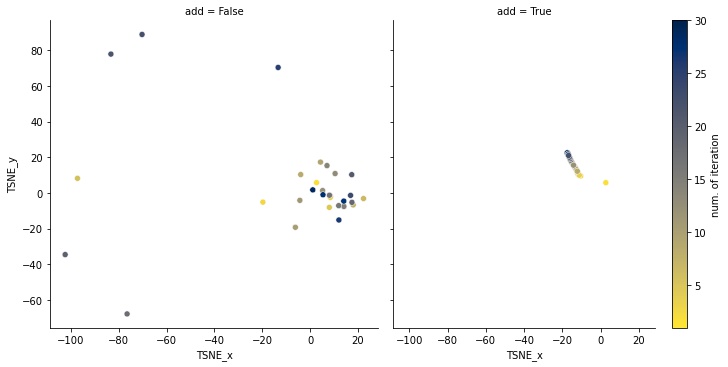 add = False
add = True
TSNE_y
80
60
40
20
0
−20
−40
−60
−100 −80 −60 −40 −20 0 20
TSNE_x
−100 −80 −60 −40 −20 0 20
TSNE_x
30
25
20
15
10
5
num. of iteration